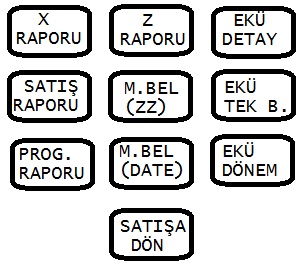 X
RAPORU
Z
RAPORU
EKÜ
DETAY
SATIŞ
RAPORU
M.BEL
(ZZ)
EKÜ
TEK B.
PROG.
RAPORU
M.BEL
(DATE)
EKÜ
DÖNEM
SATIŞA
DÖN